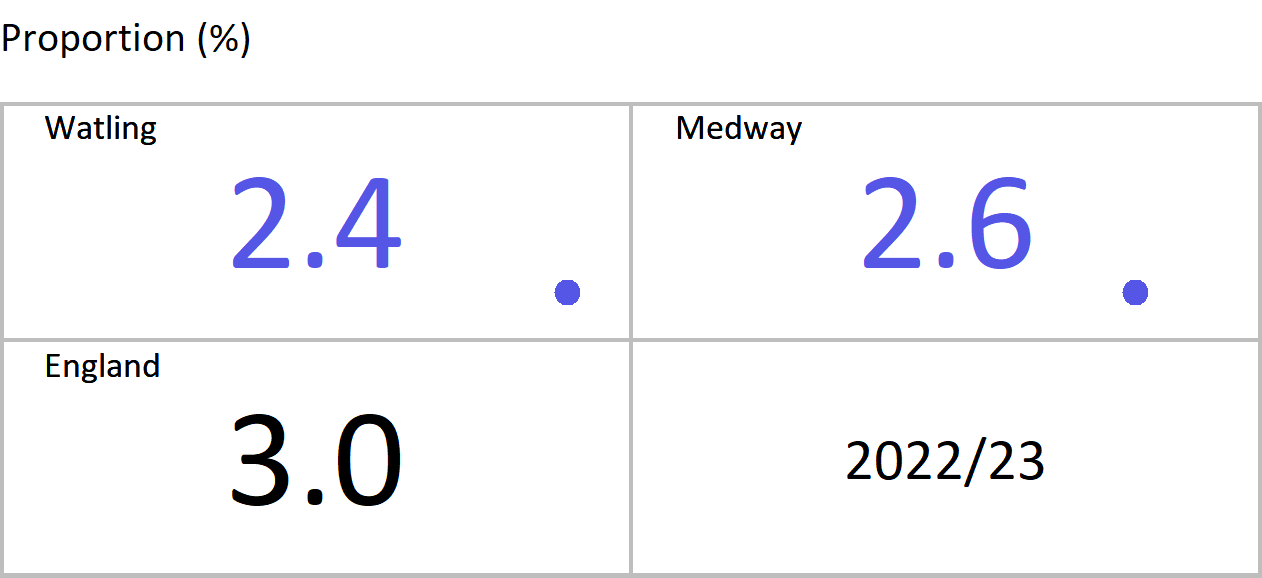 Proportion (%)
Watling
2.4
Medway
2.6
England
3.0
2022/23